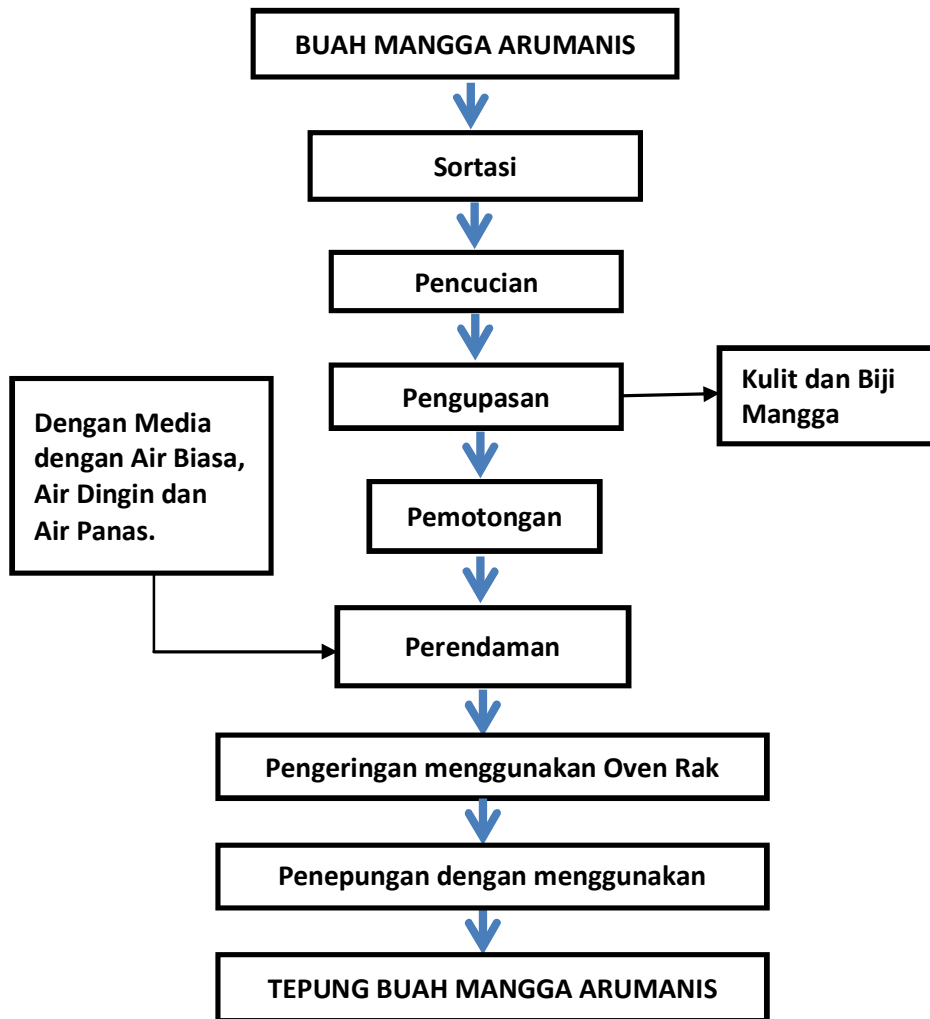 BUAH MANGGA ARUMANIS
Sortasi
Pencucian
Pengupasan
Kulit dan Biji
Mangga
Dengan Media
dengan Air Biasa,
Air Dingin dan
Air Panas.
Pemotongan
Perendaman
Pengeringan menggunakan Oven Rak
Penepungan dengan menggunakan
TEPUNG BUAH MANGGA ARUMANIS